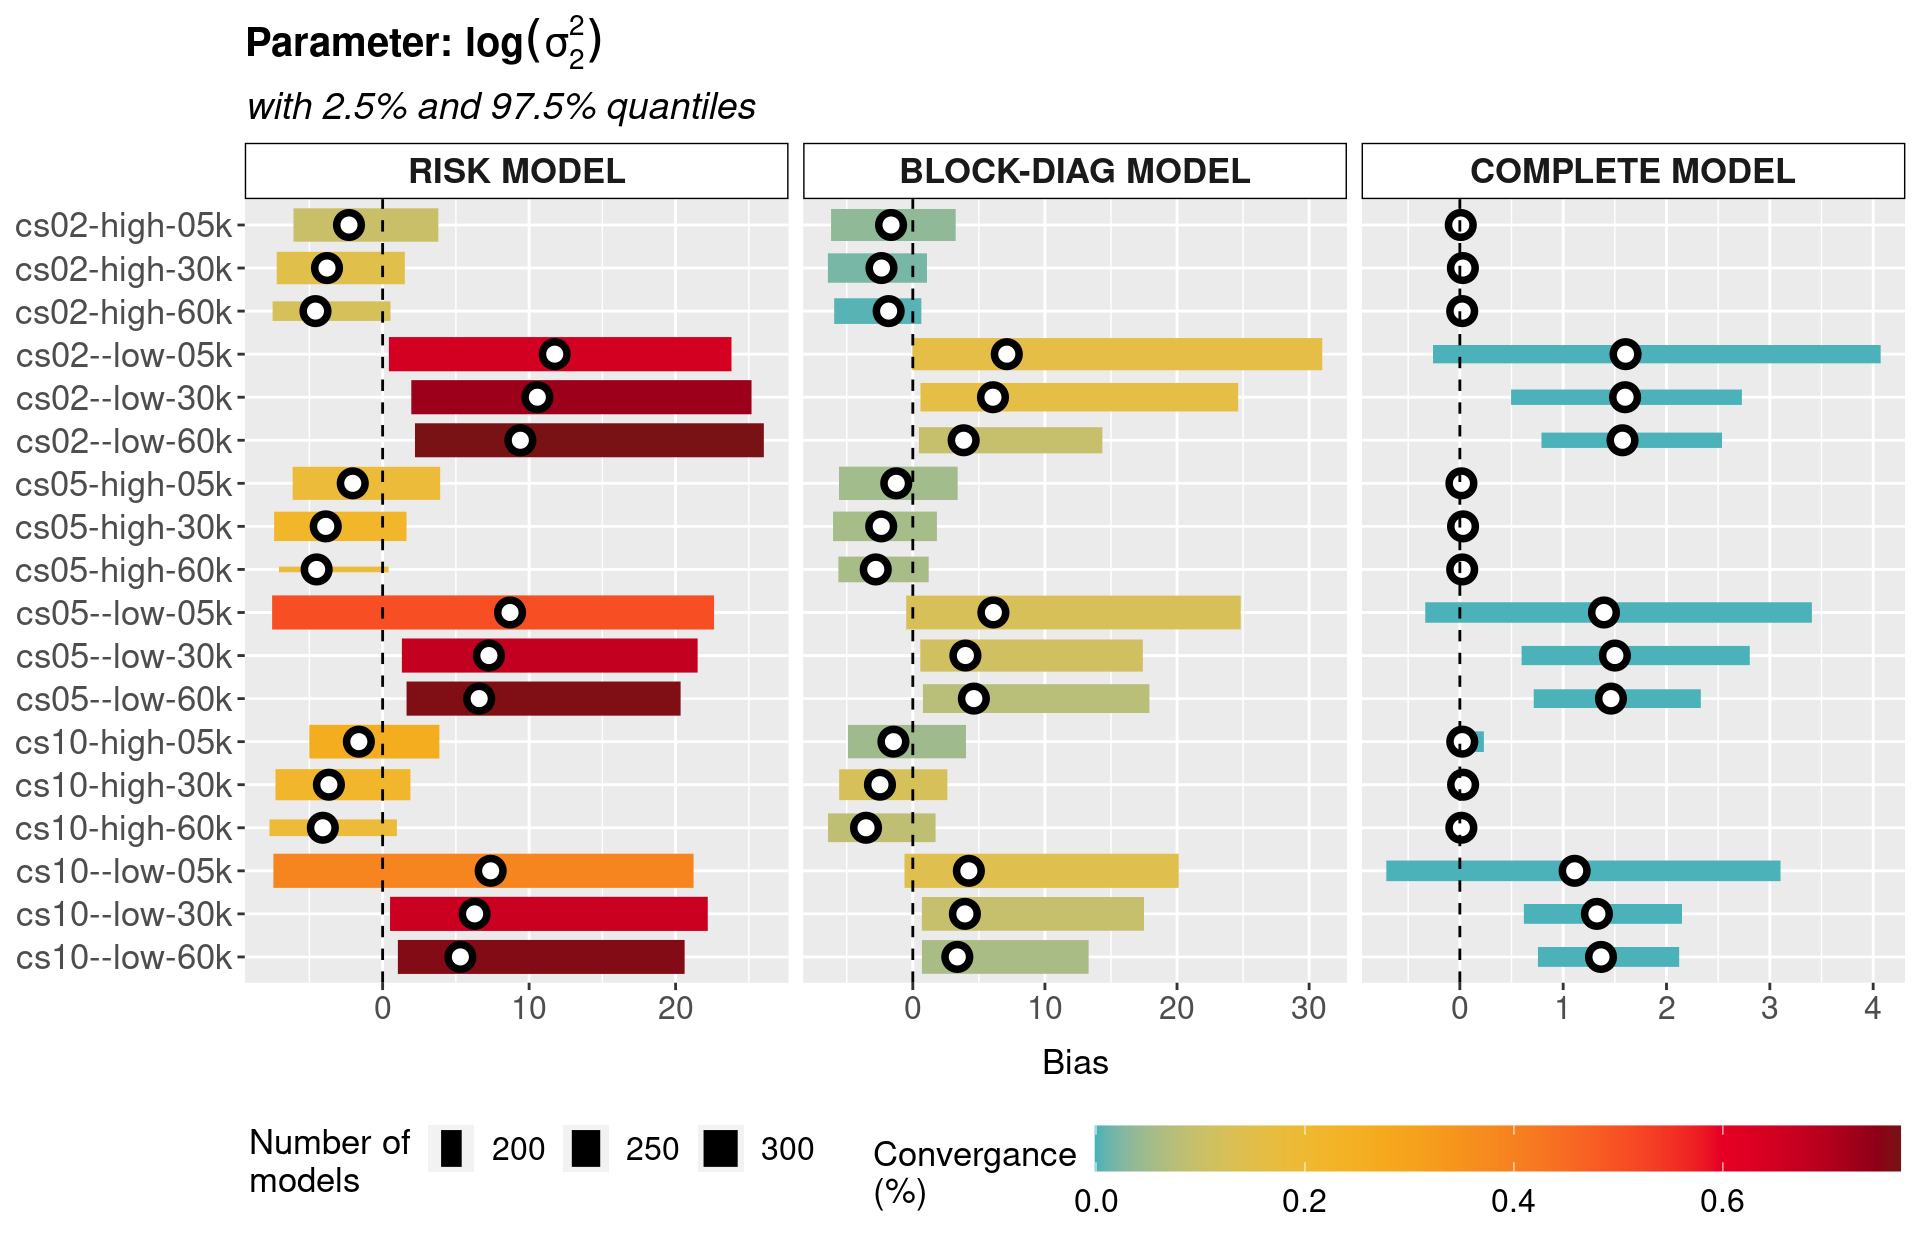 Parameter: log(σ₂²)
with 2.5% and 97.5% quantiles
RISK MODEL BLOCK-DIAG MODEL COMPLETE MODEL
cs02-high-05k
cs02-high-30k
cs02-high-60k
cs02--low-05k
cs02--low-30k
cs02--low-60k
cs05-high-05k
cs05-high-30k
cs05-high-60k
cs05--low-05k
cs05--low-30k
cs05--low-60k
cs10-high-05k
cs10-high-30k
cs10-high-60k
cs10--low-05k
cs10--low-30k
cs10--low-60k
0 10 20 0 10 20 30 0 1 2 3 4
Bias
Number of
models
200 250 300
Convergance
(%)
0.0 0.2 0.4 0.6